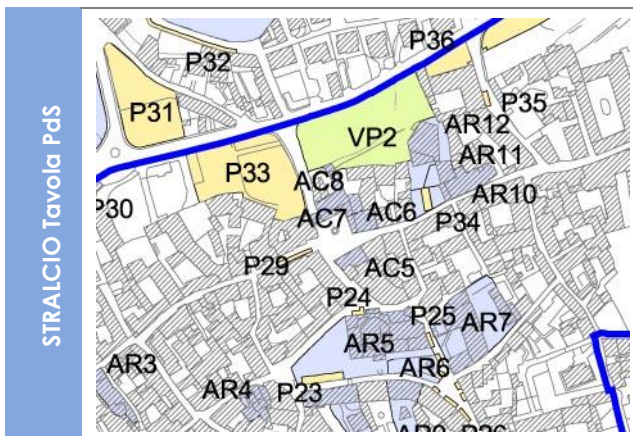 STRALCIO Tavola PdS
P36
P32
P31
P35
VP2
AR12
AR11
P33
AC8
AR10
P30
AC7
AC6
P34
P29
AC5
P24
P25
AR7
AR5
AR3
AR6
AR4
P23